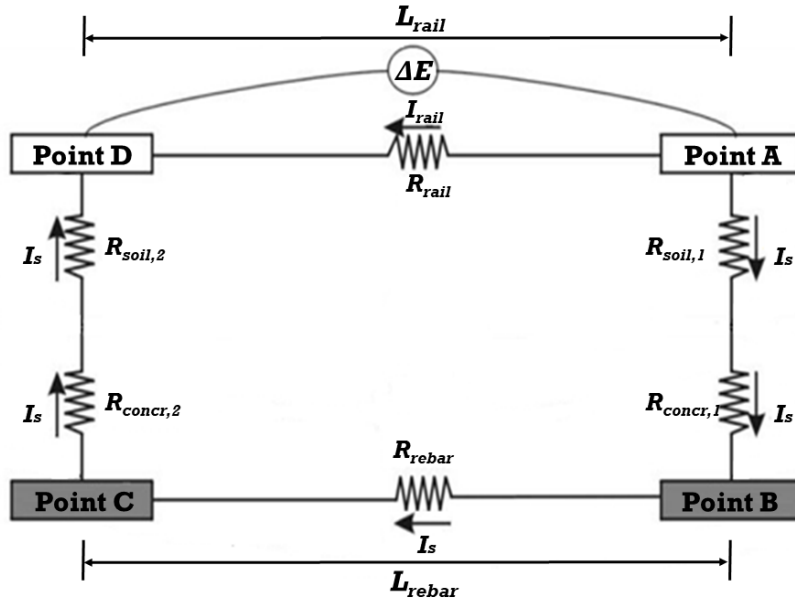 L_rail
ΔE
I_rail
Point D
Point A
R_rail
I_s
R_soil,2
R_soil,1
I_s
I_s
R_concr,2
R_concr,1
I_s
R_rebar
Point C
Point B
I_s
L_rebar